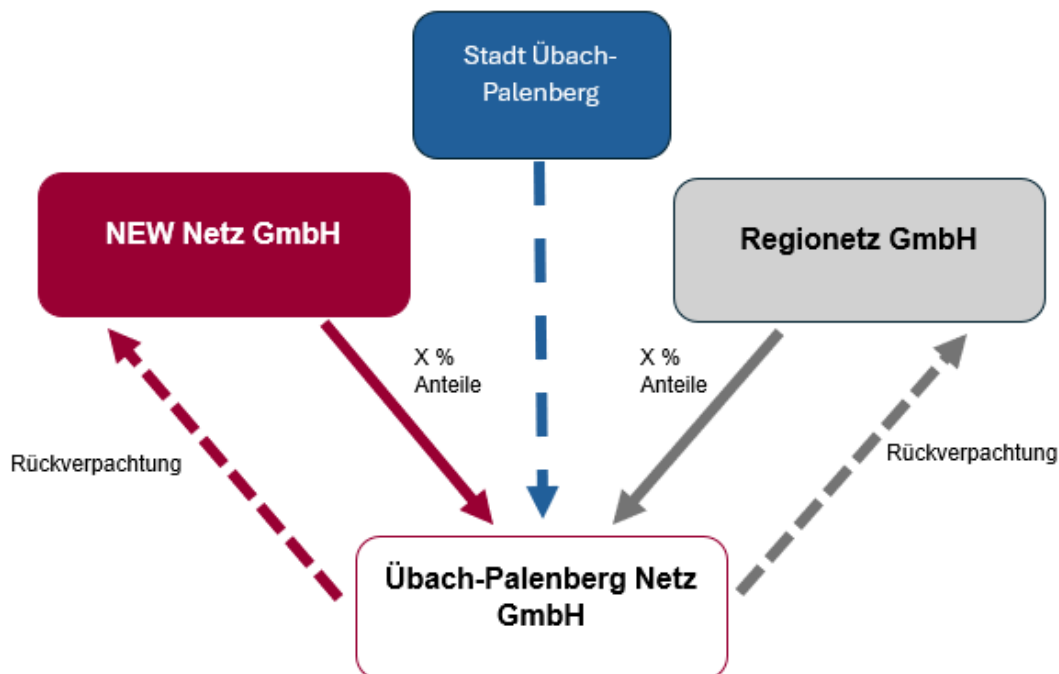 Stadt Übach-
Palenberg
NEW Netz GmbH
Regionetz GmbH
X %
Anteile
X %
Anteile
Rückverpachtung
Rückverpachtung
Übach-Palenberg Netz
GmbH